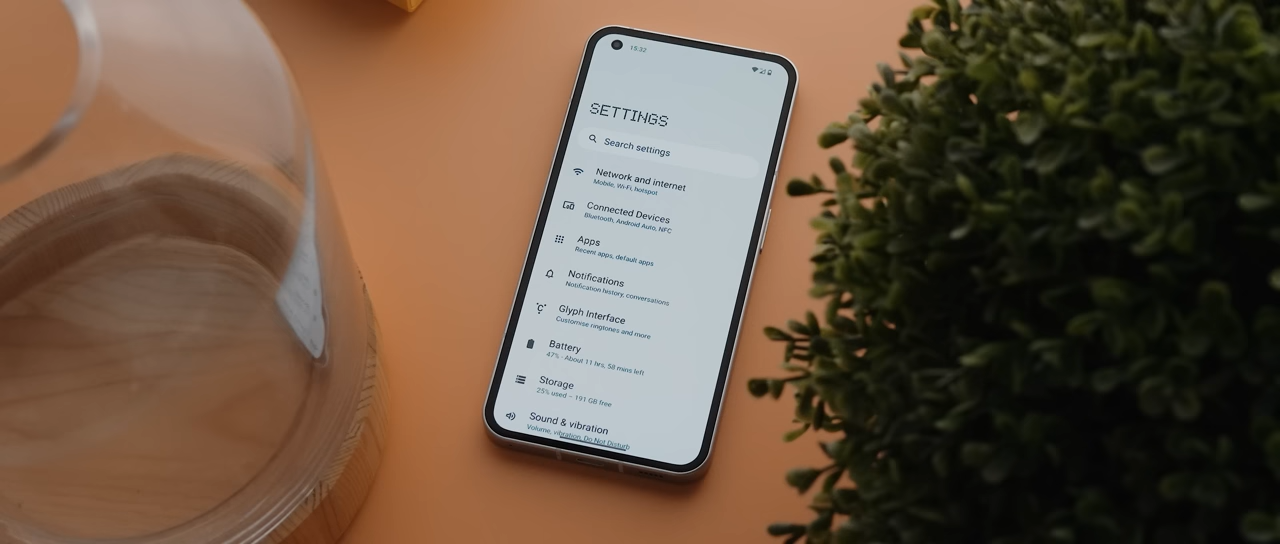 15:32
SETTINGS
Search settings
Network and internet
Mobile, Wi-Fi, hotspot
Connected Devices
Bluetooth, Android Auto, NFC
Apps
Recent apps, default apps
Notifications
Notification history, conversations
Glyph Interface
Customise ringtones and more
Battery
47% · About 11 hrs, 58 mins left
Storage
25% used – 191 GB free
Sound & vibration
Volume, vibration, Do Not Disturb